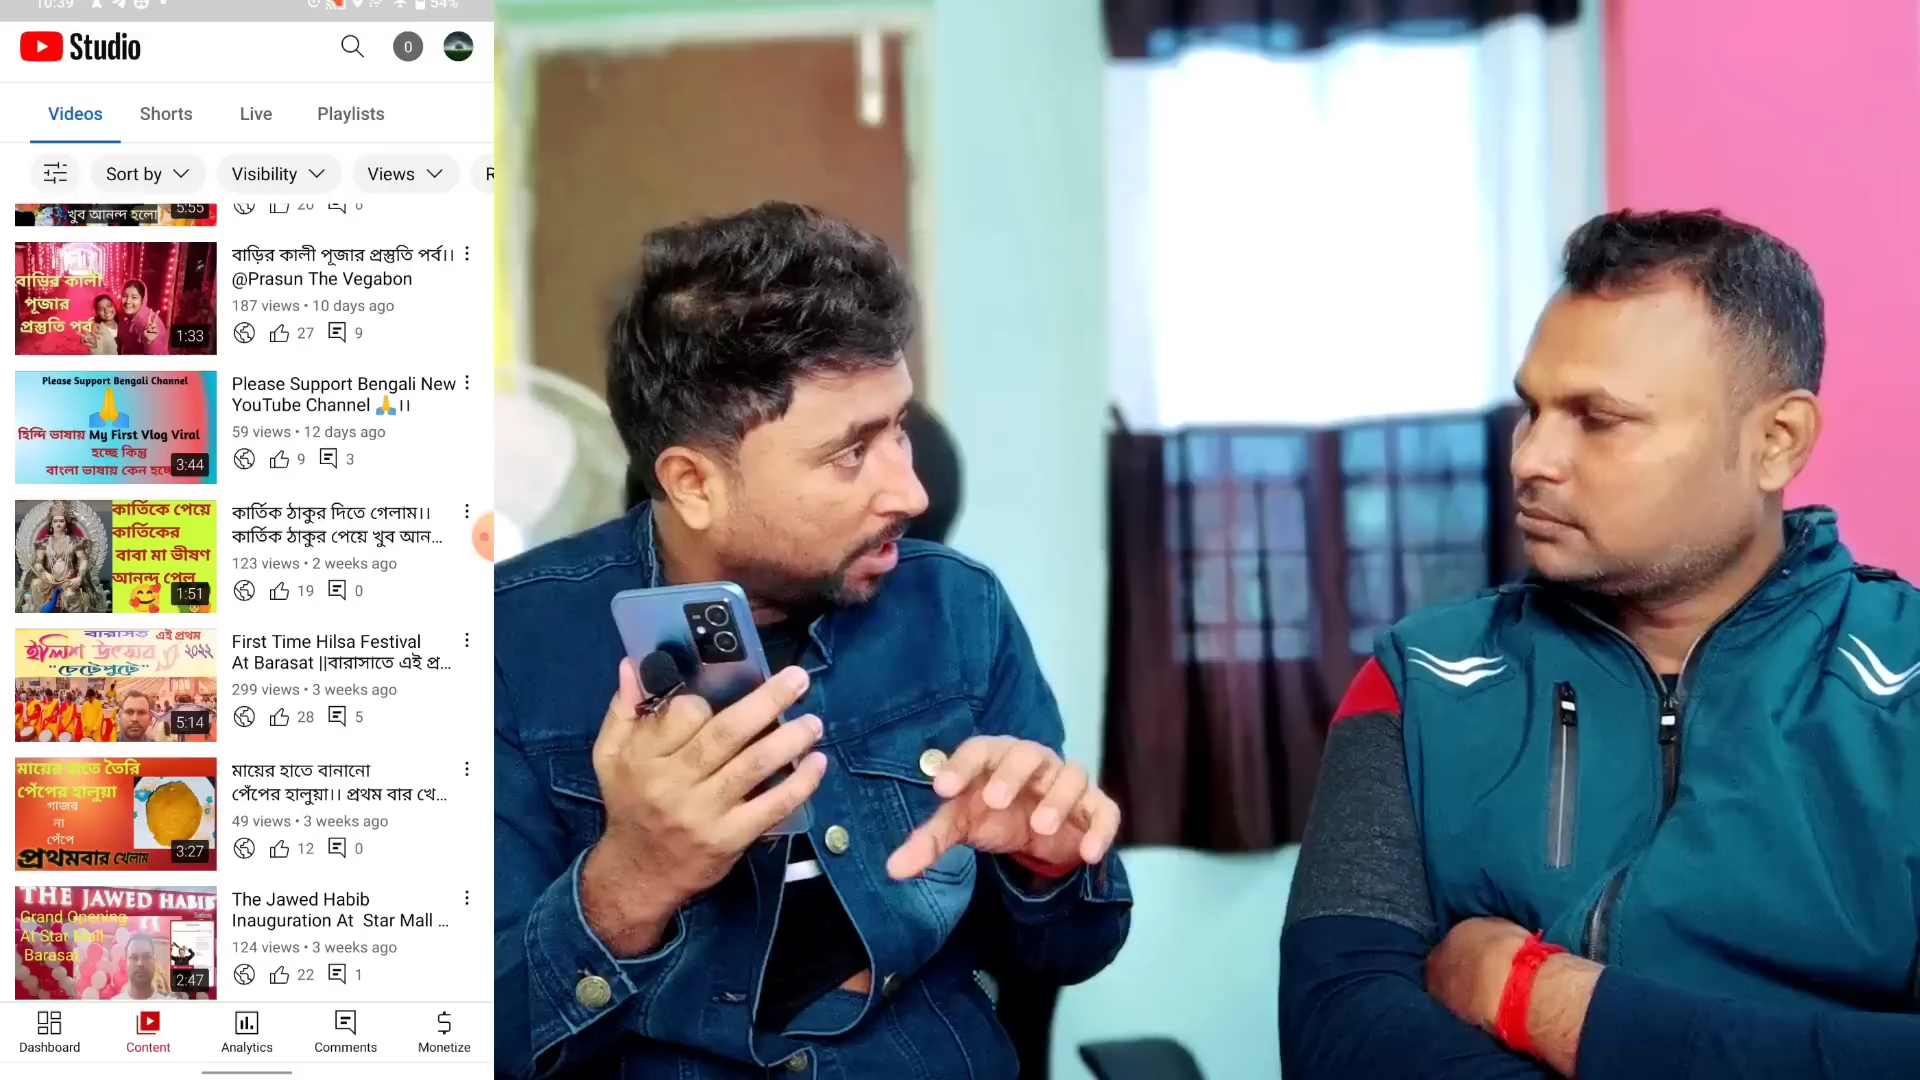 10:39
54%
Studio
0
Videos
Shorts
Live
Playlists
Sort by
Visibility
Views
R
খুব আনন্দ হলো
5:55
20
6
বাড়ির কালী
পূজার
প্রস্তুতি পর্ব
1:33
বাড়ির কালী পূজার প্রস্তুতি পর্ব।।
@Prasun The Vegabon
187 views • 10 days ago
27
9
Please Support Bengali Channel
হিন্দি ভাষায় My First Vlog Viral
হচ্ছে কিন্তু
বাংলা ভাষায় কেন হচ্ছে
3:44
Please Support Bengali New
YouTube Channel 🙏।।
59 views • 12 days ago
9
3
কার্তিকে পেয়ে
কার্তিকের
বাবা মা ভীষণ
আনন্দ পেল
1:51
কার্তিক ঠাকুর দিতে গেলাম।।
কার্তিক ঠাকুর পেয়ে খুব আন...
123 views • 2 weeks ago
19
0
বারাসত এই প্রথম
ইলিশ উৎসব ২০২২
"চেটেপুটে"
5:14
First Time Hilsa Festival
At Barasat ||বারাসাতে এই প্র...
299 views • 3 weeks ago
28
5
মায়ের হাতে তৈরি
পেঁপের হালুয়া
গাজর
না
পেঁপে
প্রথমবার খেলাম
3:27
মায়ের হাতে বানানো
পেঁপের হালুয়া।। প্রথম বার খে...
49 views • 3 weeks ago
12
0
THE JAWED HABIB
Grand Opening
At Star Mall
Barasat
2:47
The Jawed Habib
Inauguration At Star Mall ...
124 views • 3 weeks ago
22
1
Dashboard
Content
Analytics
Comments
Monetize